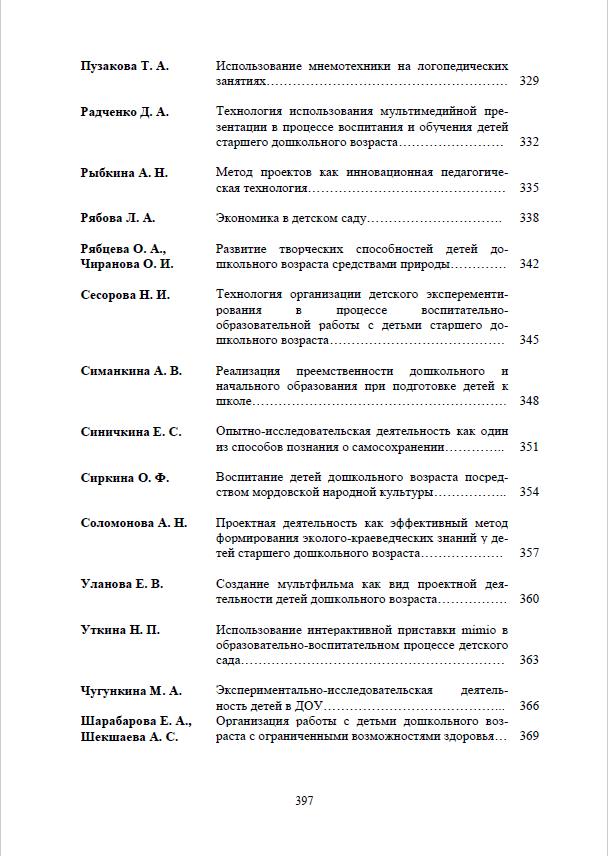 Пузакова Т. А. Использование мнемотехники на логопедических
занятиях………………………………………………… 329
Радченко Д. А. Технология использования мультимедийной пре-
зентации в процессе воспитания и обучения детей
старшего дошкольного возраста……………………. 332
Рыбкина А. Н. Метод проектов как инновационная педагогиче-
ская технология………………………………………. 335
Рябова Л. А. Экономика в детском саду……………………………. 338
Рябцева О. А., Развитие творческих способностей детей до-
Чиранова О. И. школьного возраста средствами природы…………. 342
Сесорова Н. И. Технология организации детского эксперементи-
рования в процессе воспитательно-
образовательной работы с детьми старшего до-
школьного возраста…………………………………. 345
Симанкина А. В. Реализация преемственности дошкольного и
начального образования при подготовке детей к
школе…………………………………………………. 348
Синичкина Е. С. Опытно-исследовательская деятельность как один
из способов познания о самосохранении………….. 351
Сиркина О. Ф. Воспитание детей дошкольного возраста посред-
ством мордовской народной культуры…………….. 354
Соломонова А. Н. Проектная деятельность как эффективный метод
формирования эколого-краеведческих знаний у де-
тей старшего дошкольного возраста………………. 357
Уланова Е. В. Создание мультфильма как вид проектной дея-
тельности детей дошкольного возраста……………. 360
Уткина Н. П. Использование интерактивной приставки mimio в
образовательно-воспитательном процессе детского
сада…………………………………………………… 363
Чугункина М. А. Экспериментально-исследовательская деятель-
ность детей в ДОУ…………………………………... 366
Шарабарова Е. А., Организация работы с детьми дошкольного воз-
Шекшаева А. С. раста с ограниченными возможностями здоровья… 369
397